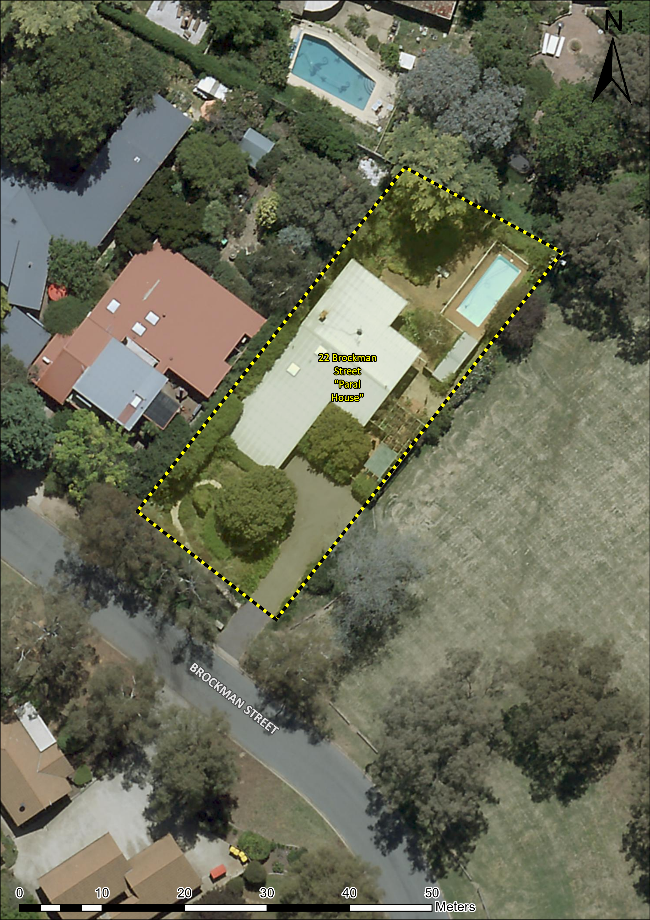 N
22 Brockman
Street
"Paral
House"
BROCKMAN STREET
0 10 20 30 40 50
Meters